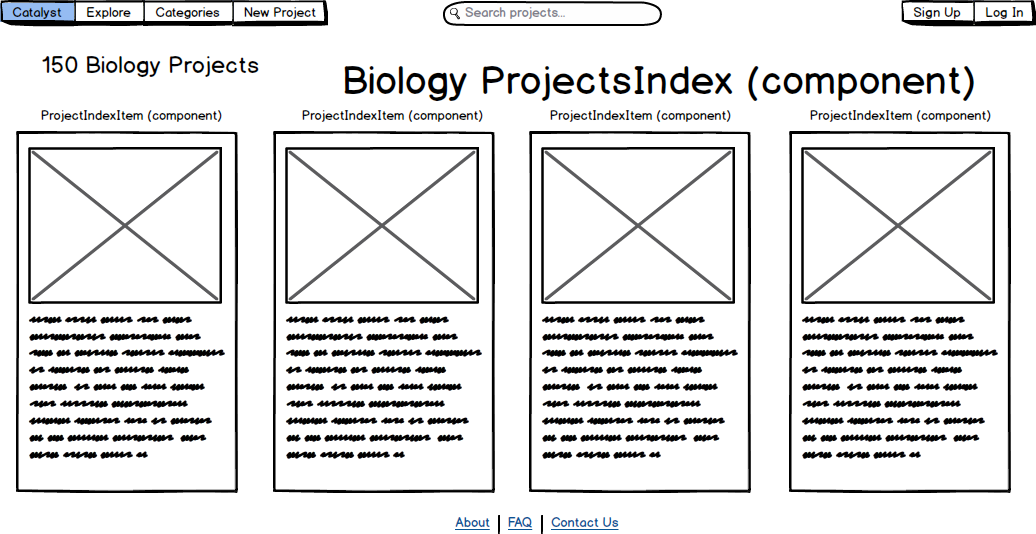 Catalyst Explore Categories New Project Search projects... Sign Up Log In
150 Biology Projects
Biology ProjectsIndex (component)
ProjectIndexItem (component) ProjectIndexItem (component) ProjectIndexItem (component) ProjectIndexItem (component)
About FAQ Contact Us